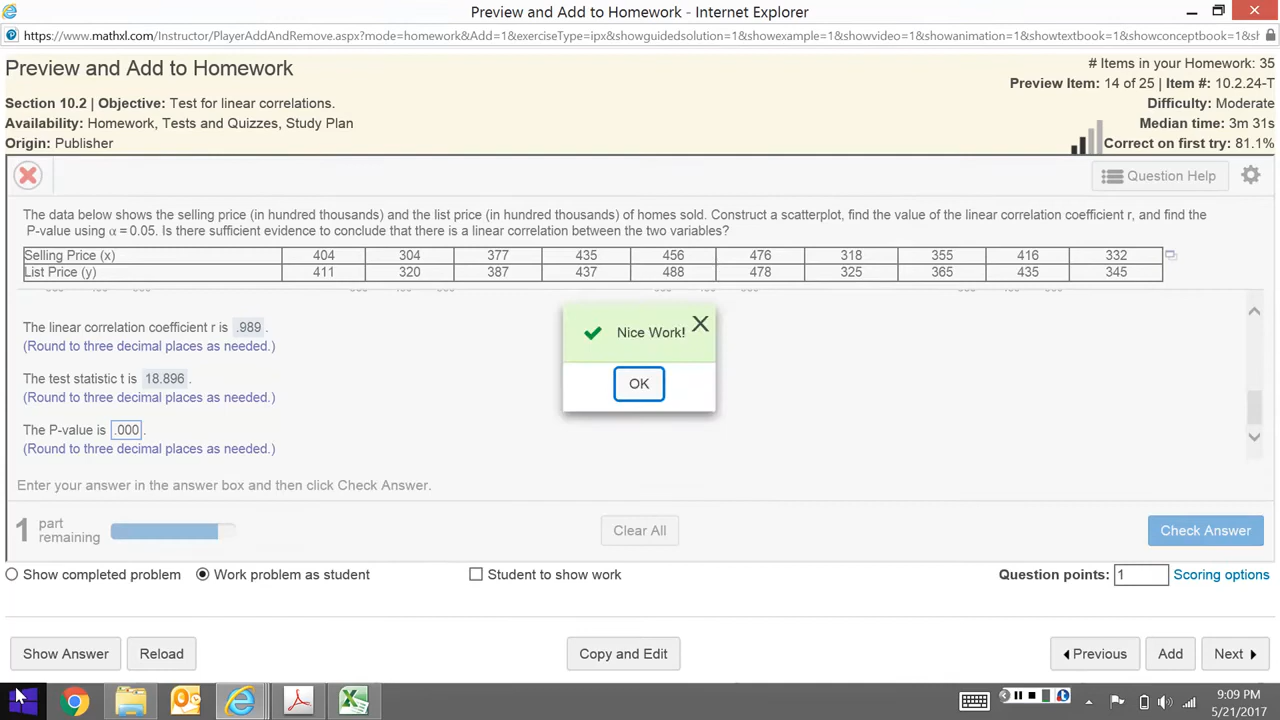 Preview and Add to Homework - Internet Explorer
https://www.mathxl.com/Instructor/PlayerAddAndRemove.aspx?mode=homework&Add=1&exerciseType=ipx&showguidedsolution=1&showexample=1&showvideo=1&showanimation=1&showtextbook=1&showconceptbook=1&sh
Preview and Add to Homework
# Items in your Homework: 35
Preview Item: 14 of 25 | Item #: 10.2.24-T
Section 10.2 | Objective: Test for linear correlations.
Difficulty: Moderate
Availability: Homework, Tests and Quizzes, Study Plan
Median time: 3m 31s
Origin: Publisher
Correct on first try: 81.1%
Question Help
The data below shows the selling price (in hundred thousands) and the list price (in hundred thousands) of homes sold. Construct a scatterplot, find the value of the linear correlation coefficient r, and find the
P-value using α = 0.05. Is there sufficient evidence to conclude that there is a linear correlation between the two variables?
Selling Price (x) 404 304 377 435 456 476 318 355 416 332
List Price (y) 411 320 387 437 488 478 325 365 435 345
The linear correlation coefficient r is .989 .
(Round to three decimal places as needed.)
Nice Work!
OK
The test statistic t is 18.896 .
(Round to three decimal places as needed.)
The P-value is .000 .
(Round to three decimal places as needed.)
Enter your answer in the answer box and then click Check Answer.
1 part remaining
Clear All
Check Answer
Show completed problem
Work problem as student
Student to show work
Question points: 1
Scoring options
Show Answer
Reload
Copy and Edit
Previous
Add
Next
9:09 PM
5/21/2017